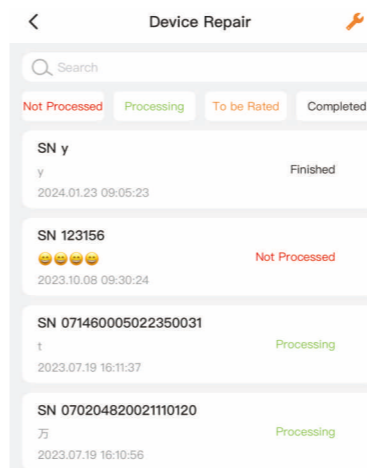 Device Repair
Search
Not Processed Processing To be Rated Completed
SN y
y
Finished
2024.01.23 09:05:23
SN 123156
😄😄😄😄
Not Processed
2023.10.08 09:30:24
SN 071460005022350031
t
Processing
2023.07.19 16:11:37
SN 070204820021110120
万
Processing
2023.07.19 16:10:56